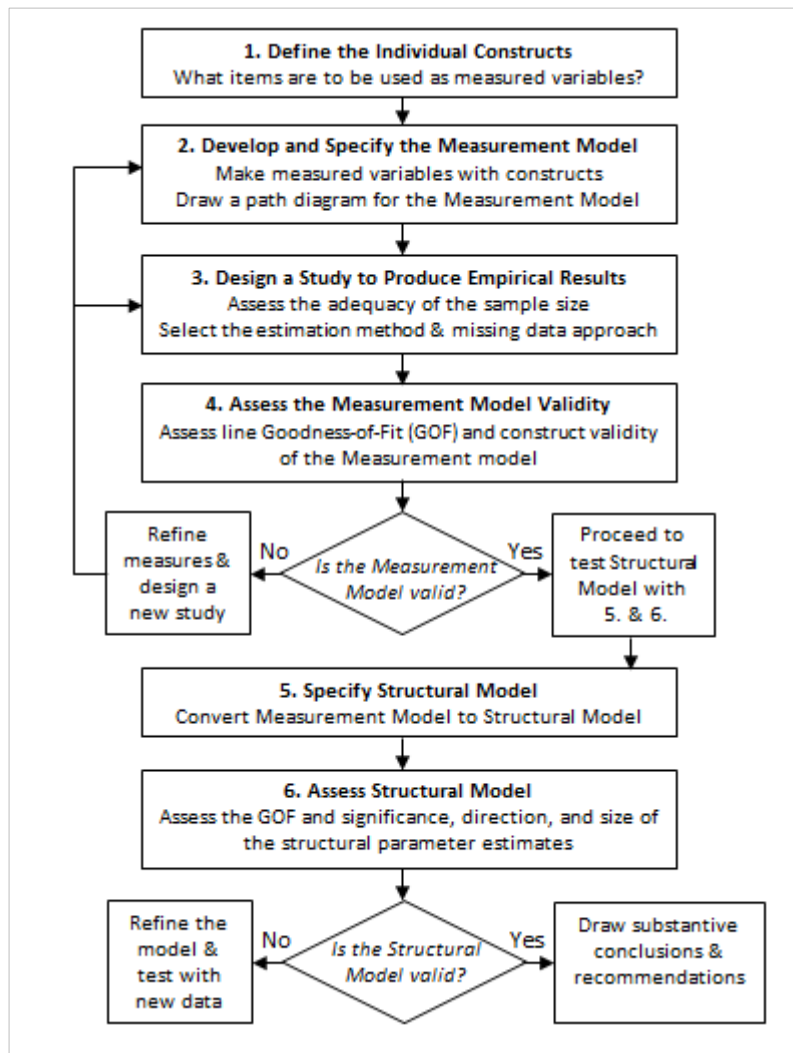 1. Define the Individual Constructs
What items are to be used as measured variables?
2. Develop and Specify the Measurement Model
Make measured variables with constructs
Draw a path diagram for the Measurement Model
3. Design a Study to Produce Empirical Results
Assess the adequacy of the sample size
Select the estimation method & missing data approach
4. Assess the Measurement Model Validity
Assess line Goodness-of-Fit (GOF) and construct validity
of the Measurement model
Refine
measures &
design a
new study
No
Is the Measurement
Model valid?
Yes
Proceed to
test Structural
Model with
5. & 6.
5. Specify Structural Model
Convert Measurement Model to Structural Model
6. Assess Structural Model
Assess the GOF and significance, direction, and size of
the structural parameter estimates
Refine the
model &
test with
new data
No
Is the Structural
Model valid?
Yes
Draw substantive
conclusions &
recommendations